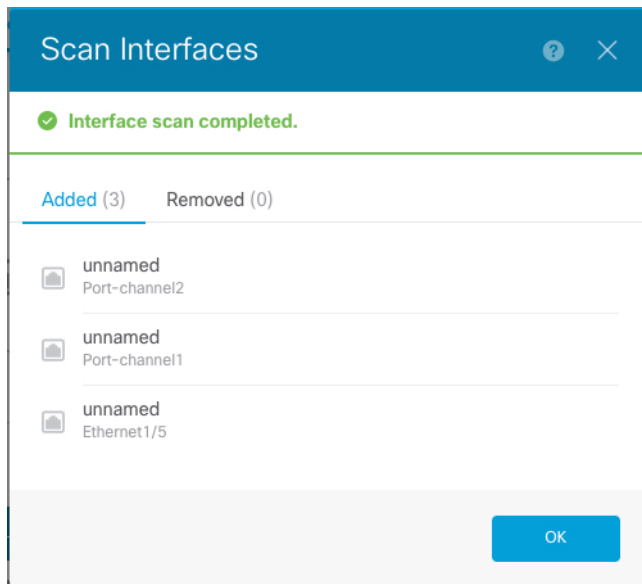 Scan Interfaces
Interface scan completed.
Added (3) Removed (0)
unnamed
Port-channel2
unnamed
Port-channel1
unnamed
Ethernet1/5
OK